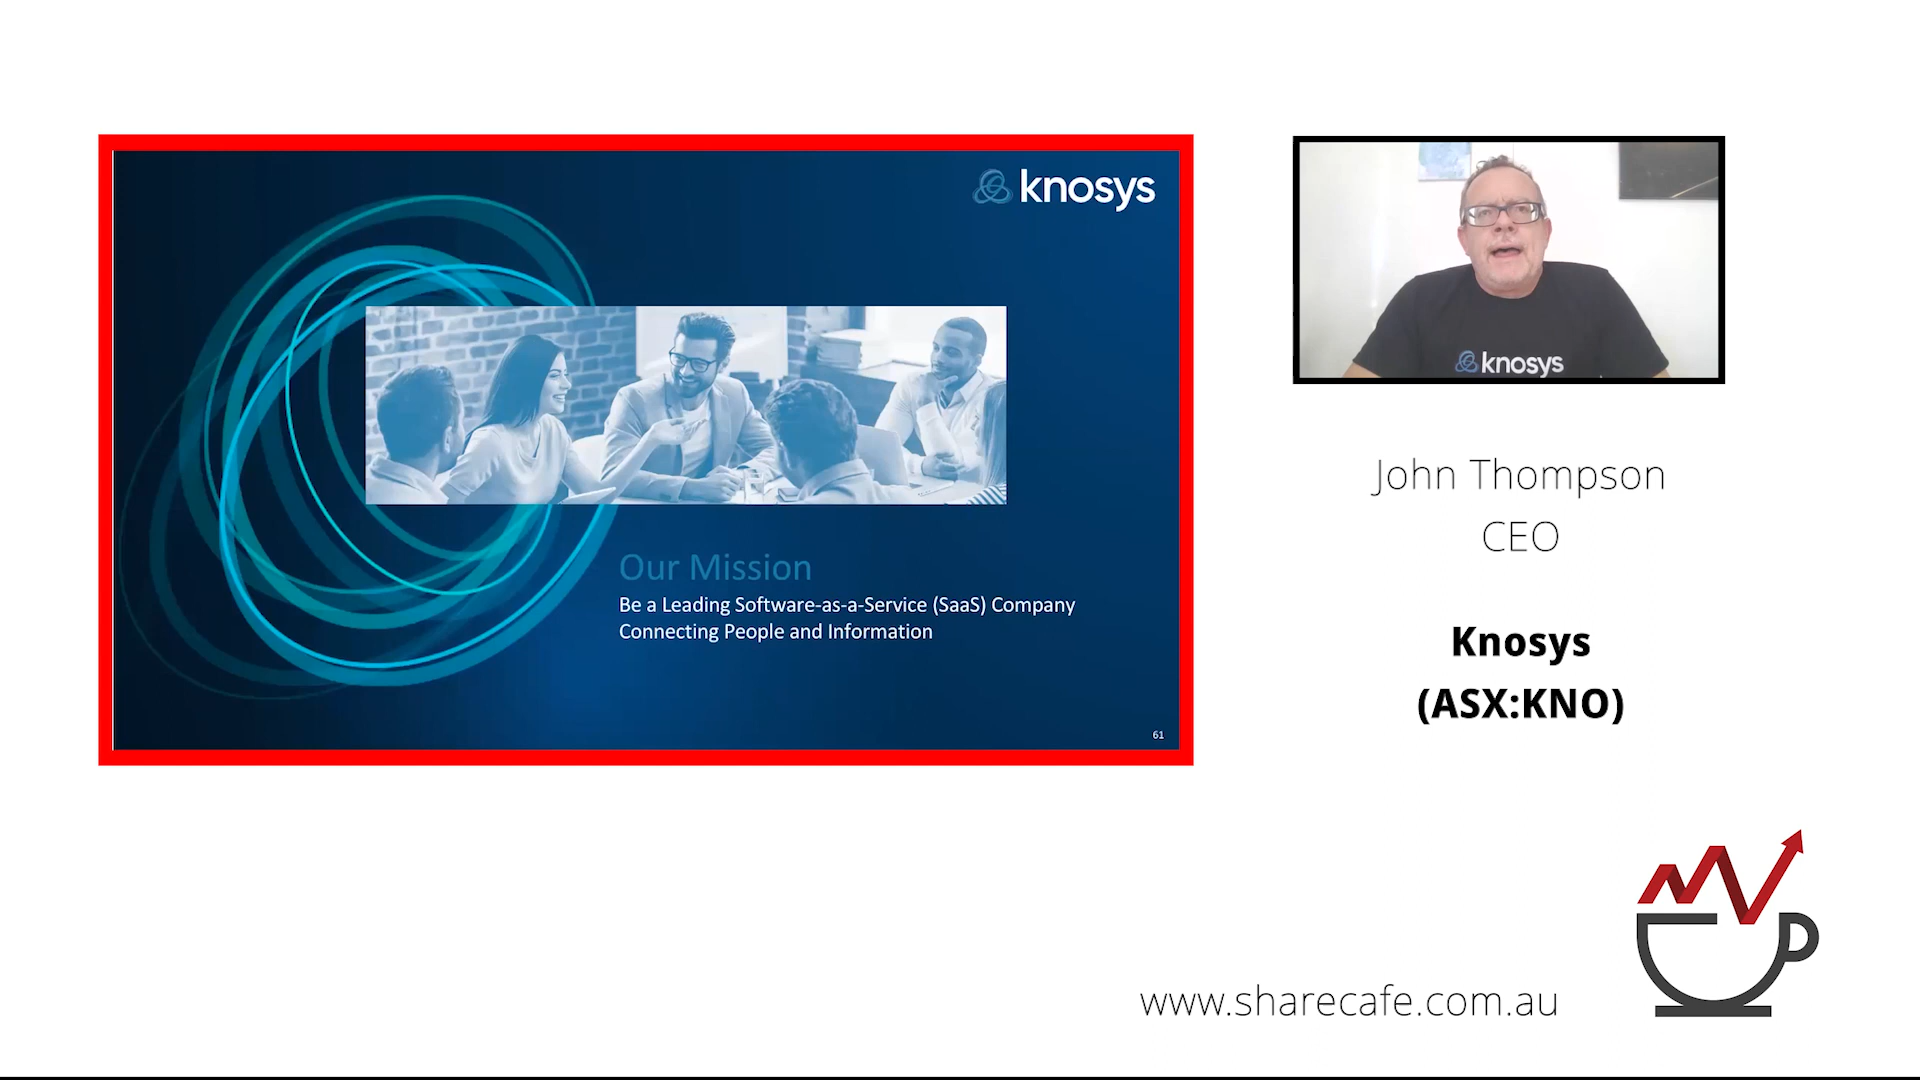 knosys
Our Mission
Be a Leading Software-as-a-Service (SaaS) Company
Connecting People and Information
61
knosys
John Thompson
CEO
Knosys
(ASX:KNO)
www.sharecafe.com.au